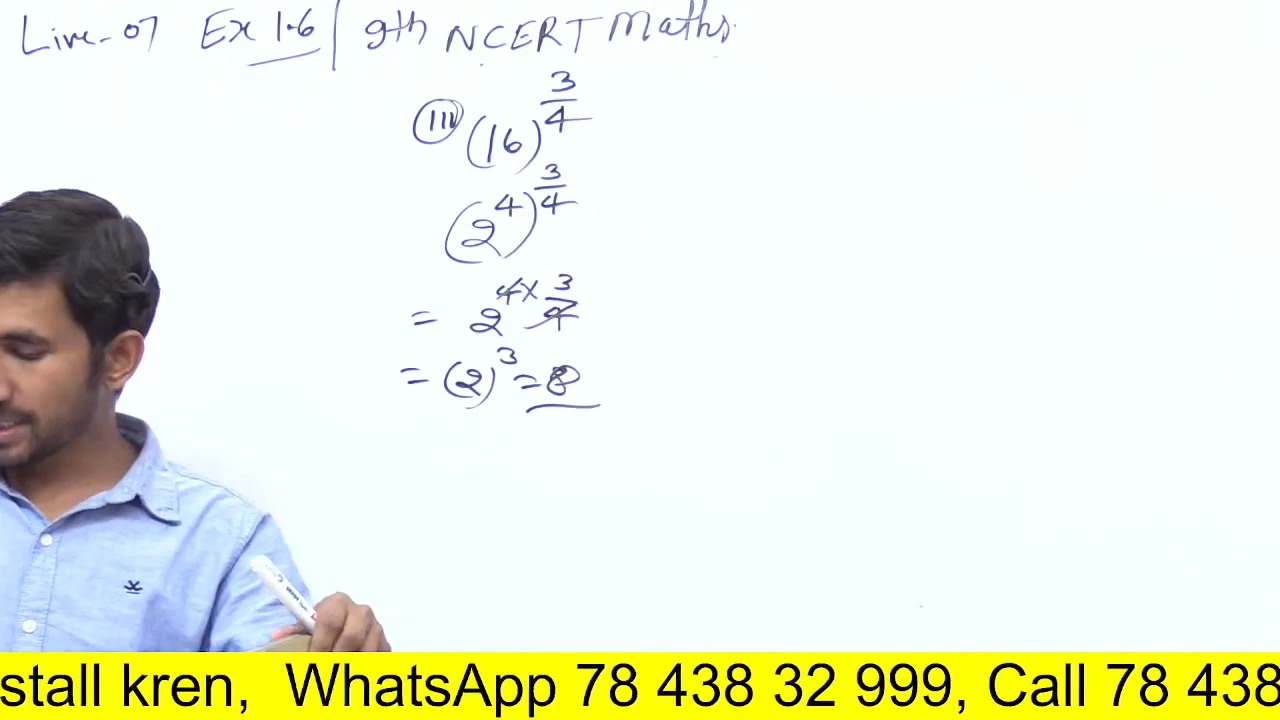 Live-07 Ex 1.6 | 9th NCERT Maths.
(iii) (16)^(3/4)
(2^4)^(3/4)
= 2^(4×3/4)
= (2)^3 = 8
stall kren, WhatsApp 78 438 32 999, Call 78 438